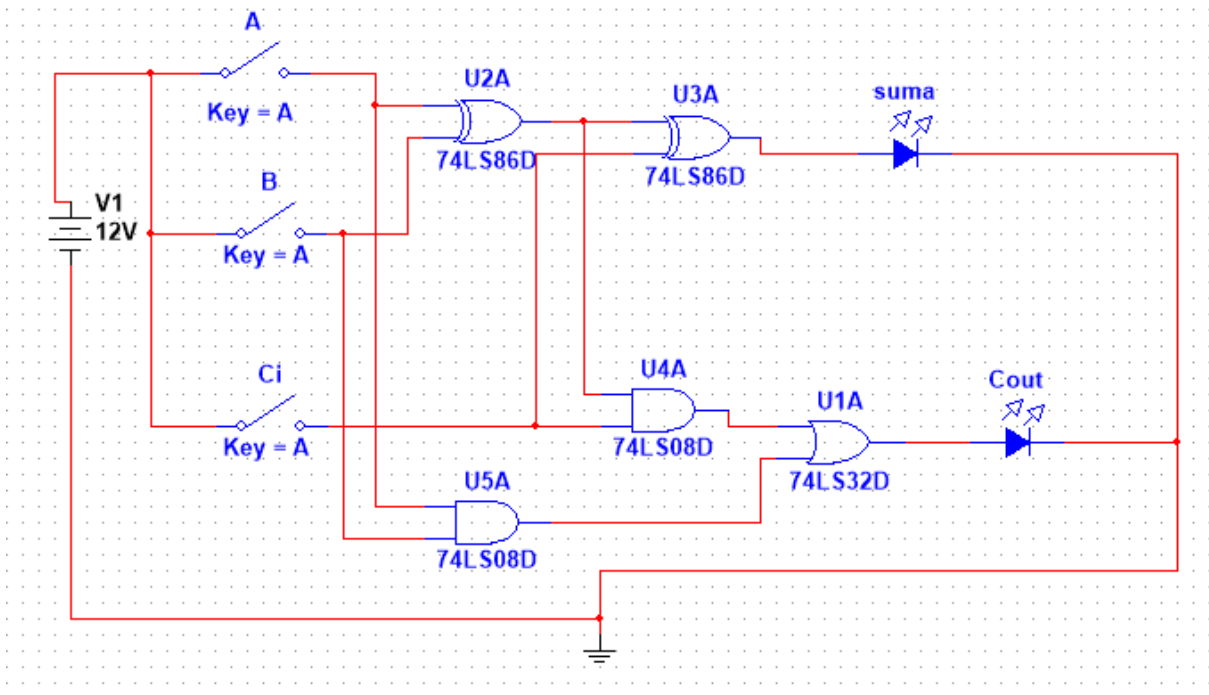 A
Key = A
U2A
74LS86D
U3A
74LS86D
suma
V1
12V
B
Key = A
Ci
Key = A
U4A
74LS08D
U1A
74LS32D
Cout
U5A
74LS08D